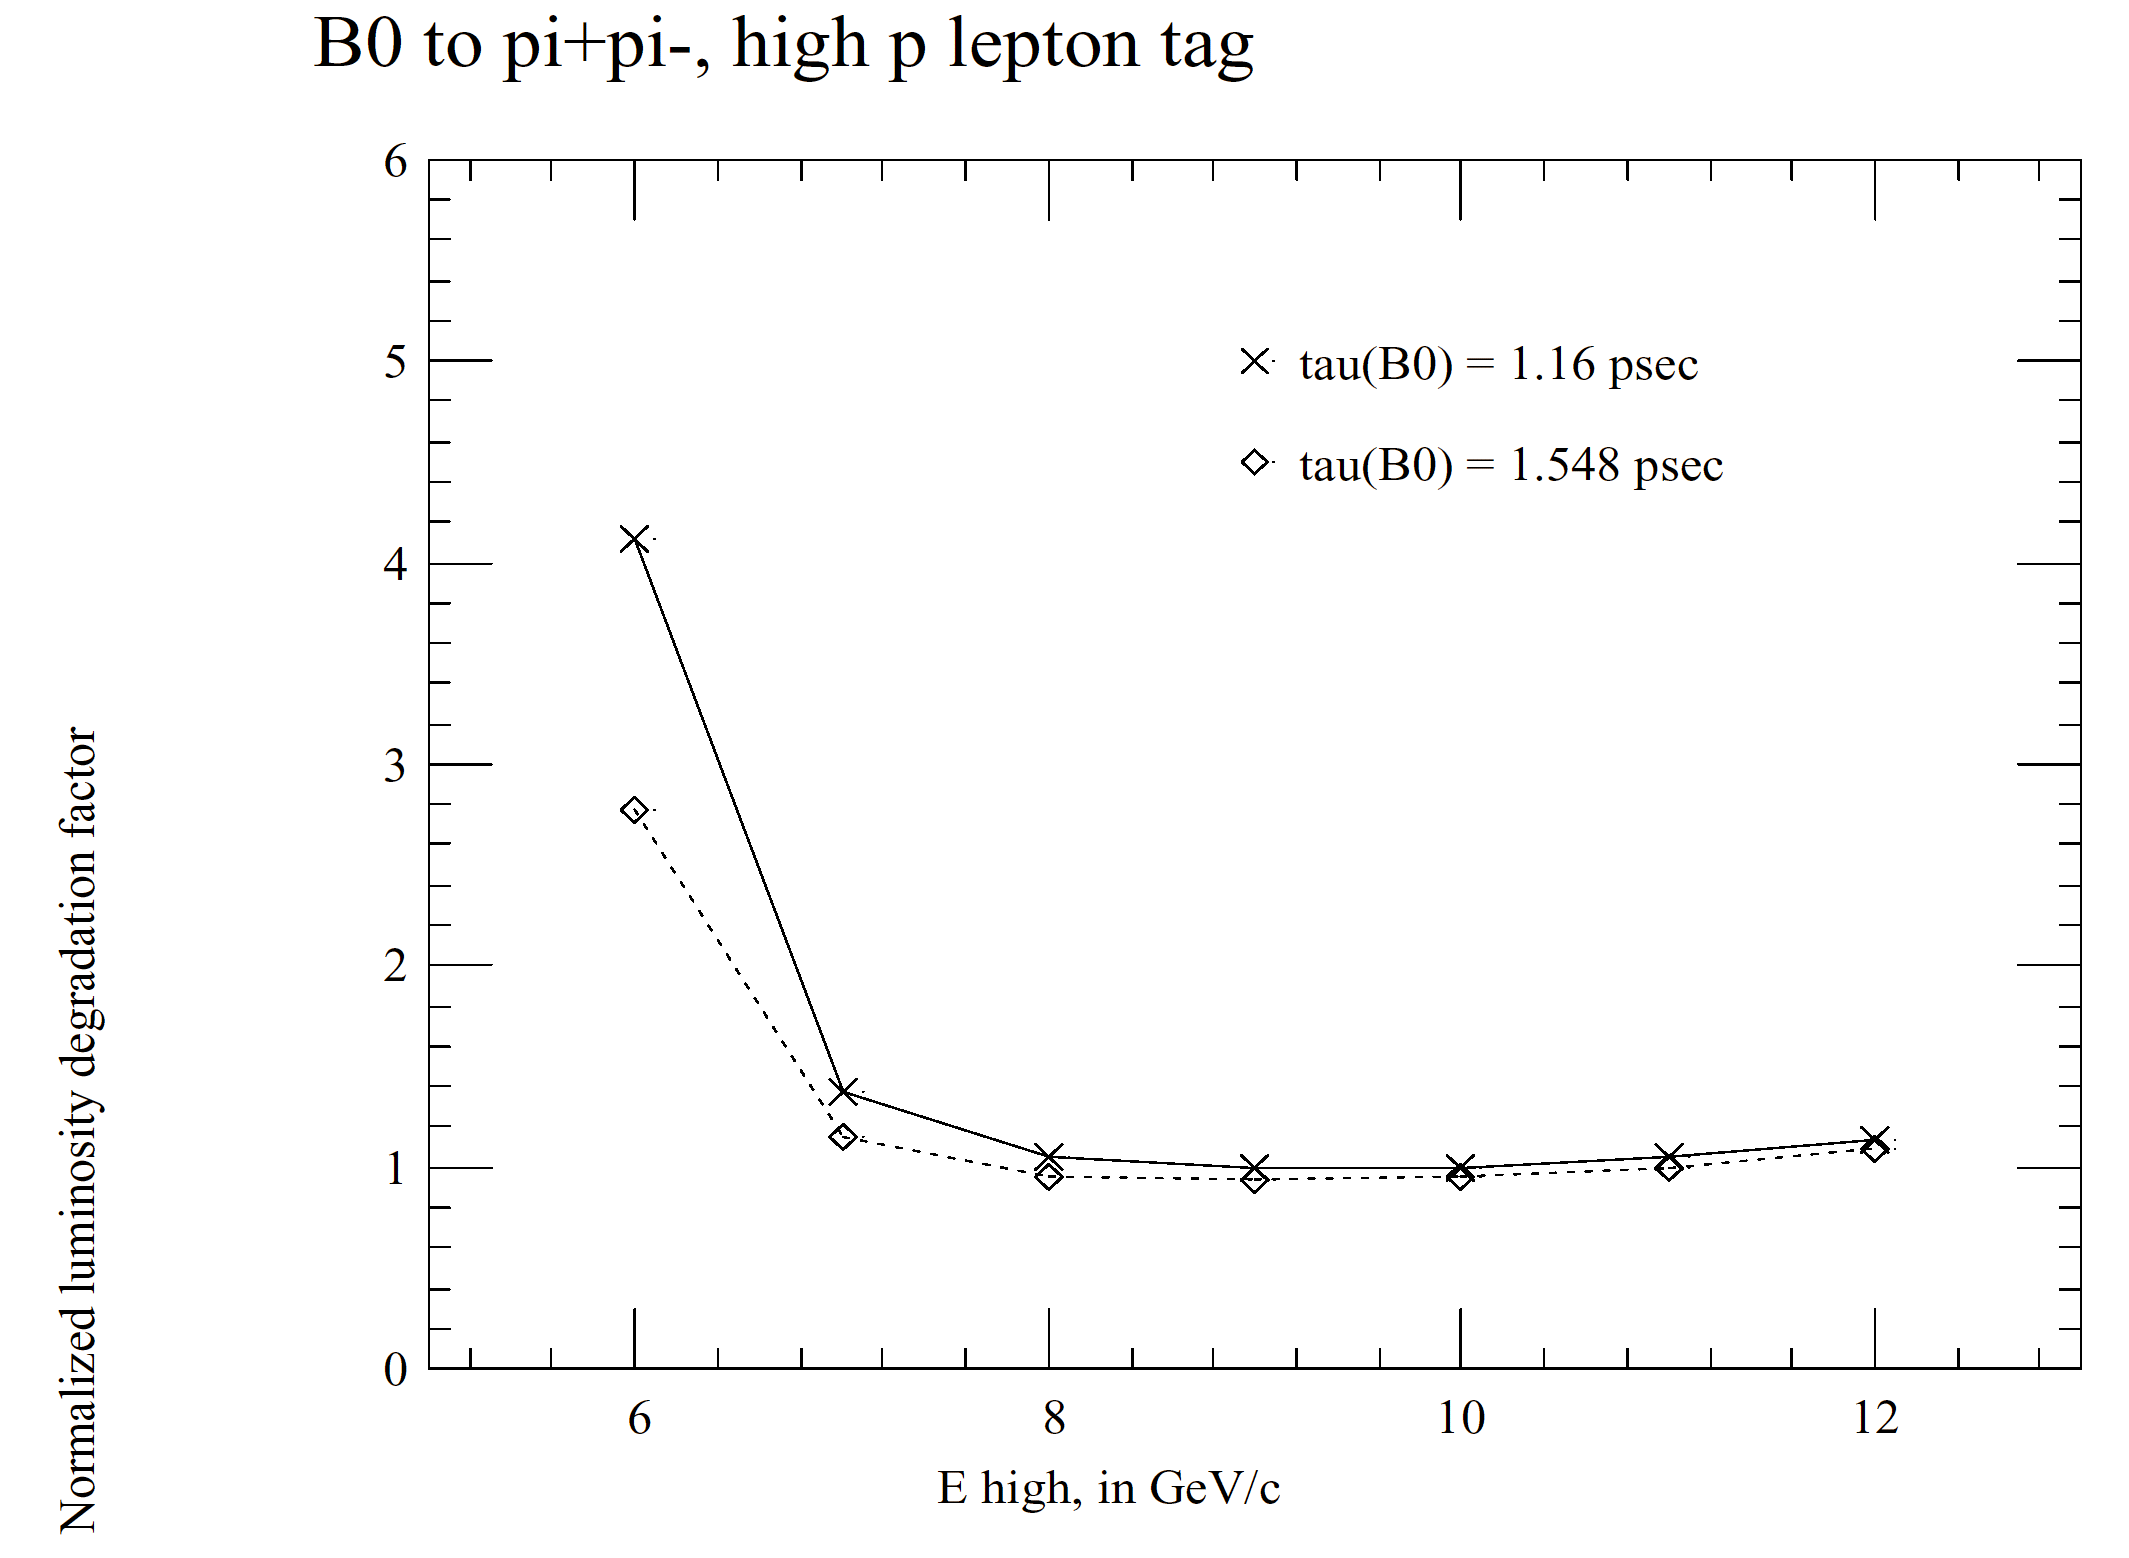 B0 to pi+pi-, high p lepton tag
6
5
4
3
2
1
0
tau(B0) = 1.16 psec
tau(B0) = 1.548 psec
Normalized luminosity degradation factor
6
8
10
12
E high, in GeV/c